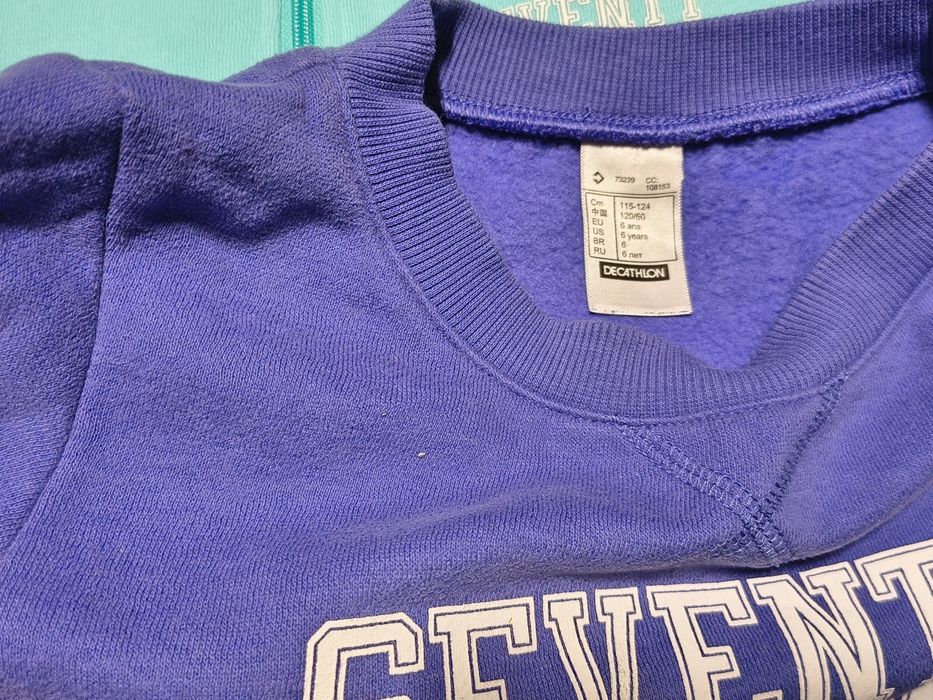 EVENT
73239 CC:
108153
Cm 115-124
中国 120/60
EU 6 ans
US 6 years
BR 6
RU 6 лет
DECATHLON
SEVENT